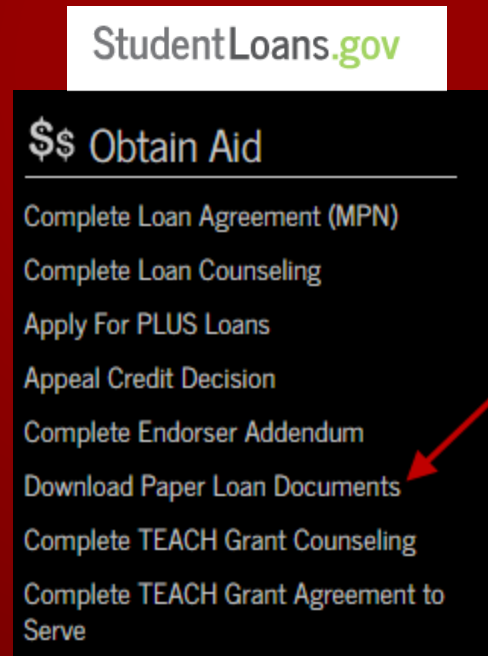 StudentLoans.gov
$$ Obtain Aid
Complete Loan Agreement (MPN)
Complete Loan Counseling
Apply For PLUS Loans
Appeal Credit Decision
Complete Endorser Addendum
Download Paper Loan Documents
Complete TEACH Grant Counseling
Complete TEACH Grant Agreement to
Serve